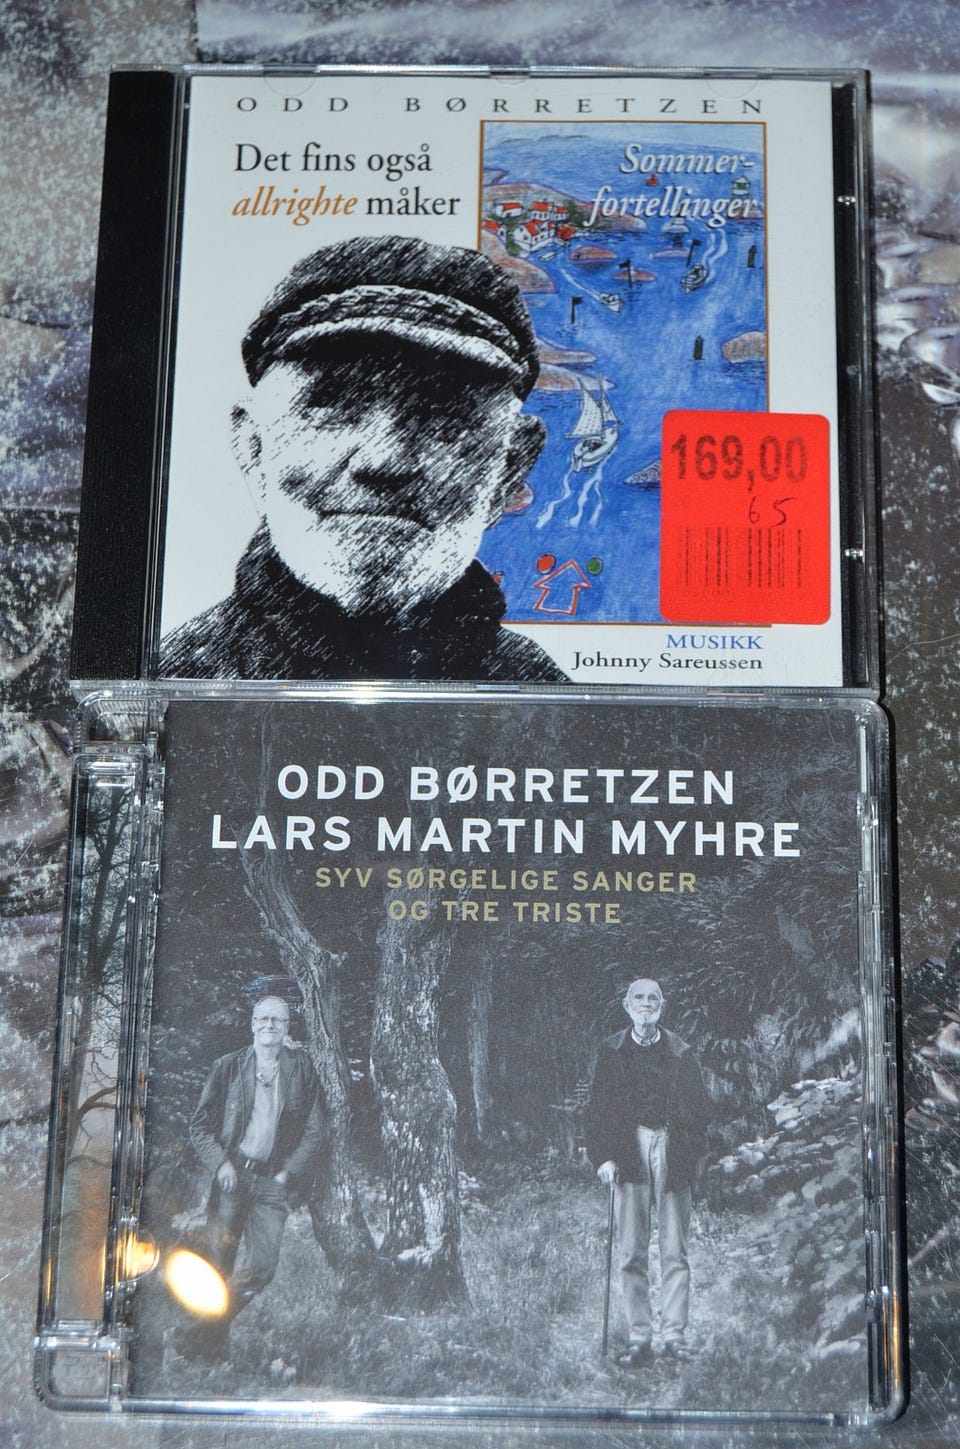 ODD BØRRETZEN
Det fins også
allrighte måker
Sommer-
fortellinger
169,00
65
MUSIKK
Johnny Sareussen
ODD BØRRETZEN
LARS MARTIN MYHRE
SYV SØRGELIGE SANGER
OG TRE TRISTE